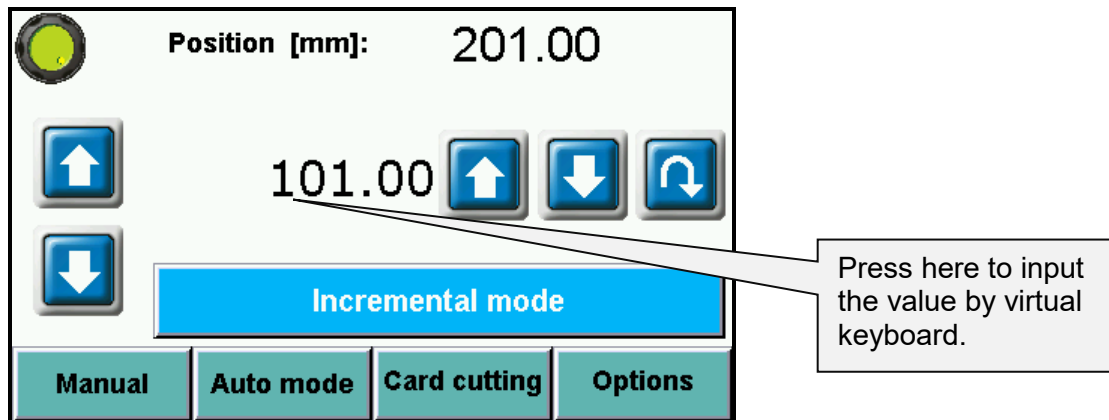 Position [mm]: 201.00
101.00
Incremental mode
Press here to input
the value by virtual
keyboard.
Manual Auto mode Card cutting Options